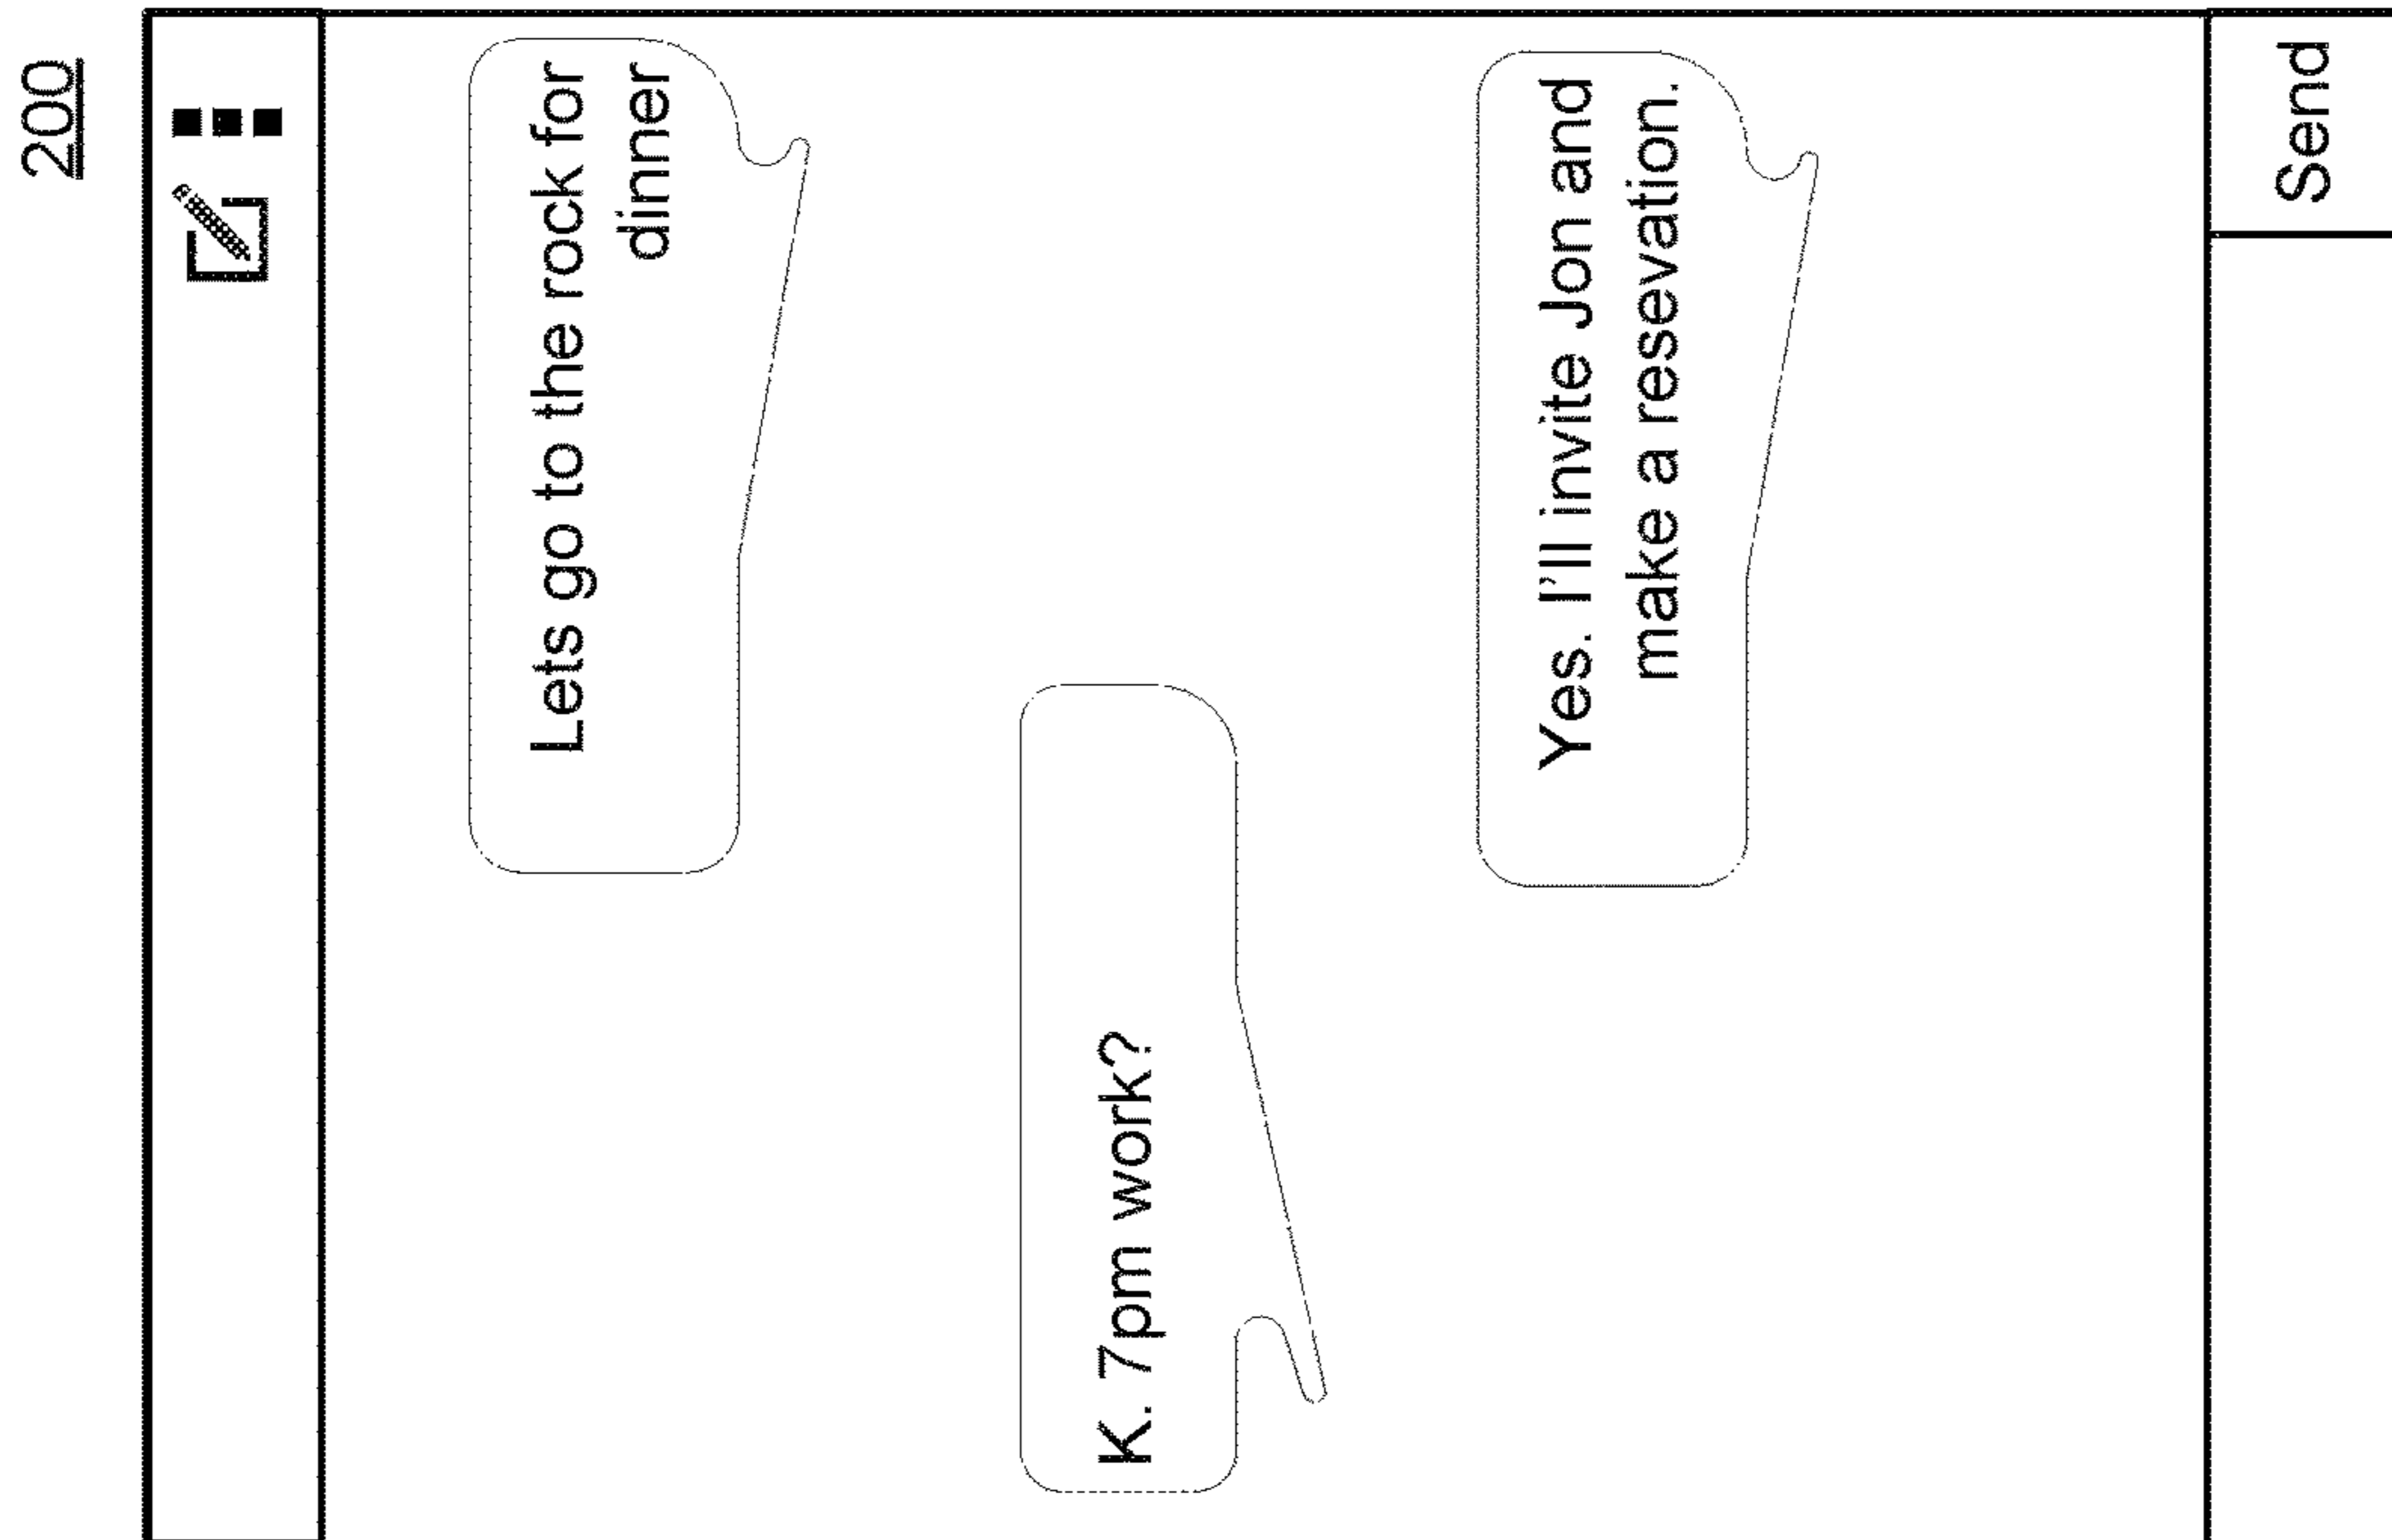 200
Lets go to the rock for
dinner
K. 7pm work?
Yes. I'll invite Jon and
make a resevation.
Send